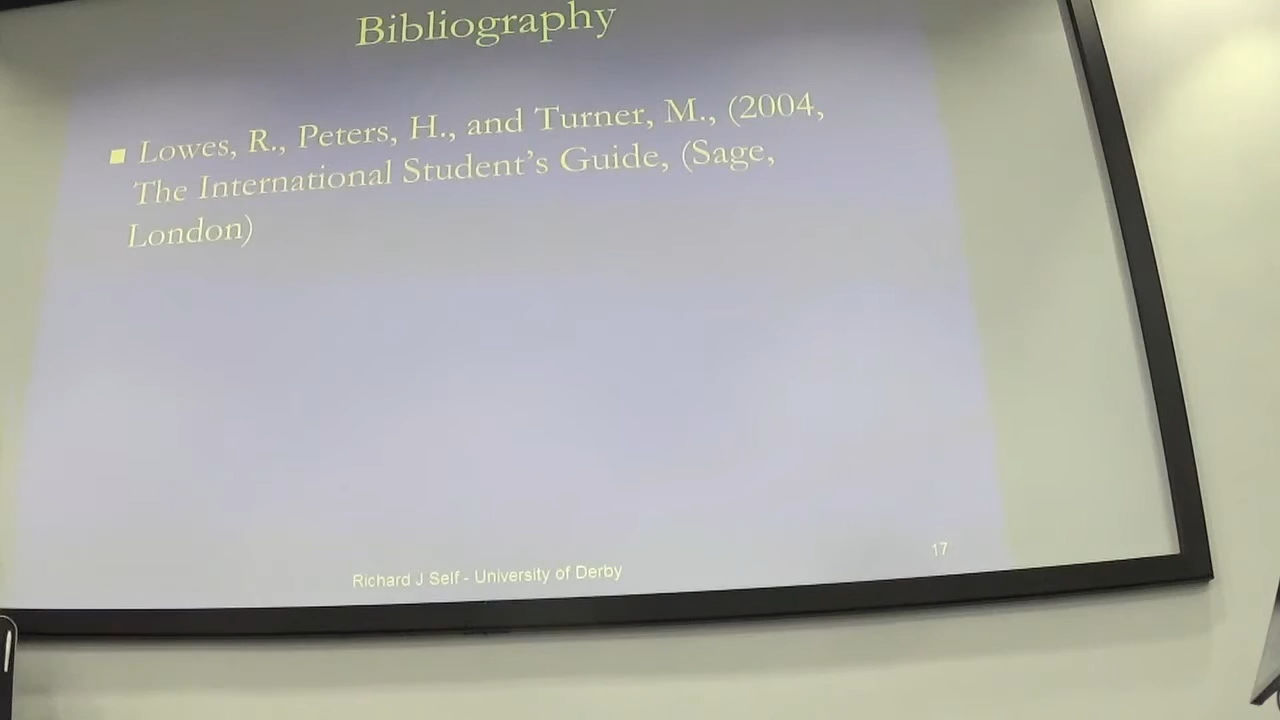 Bibliography
■ Lowes, R., Peters, H., and Turner, M., (2004,
The International Student’s Guide, (Sage,
London)
Richard J Self - University of Derby
17